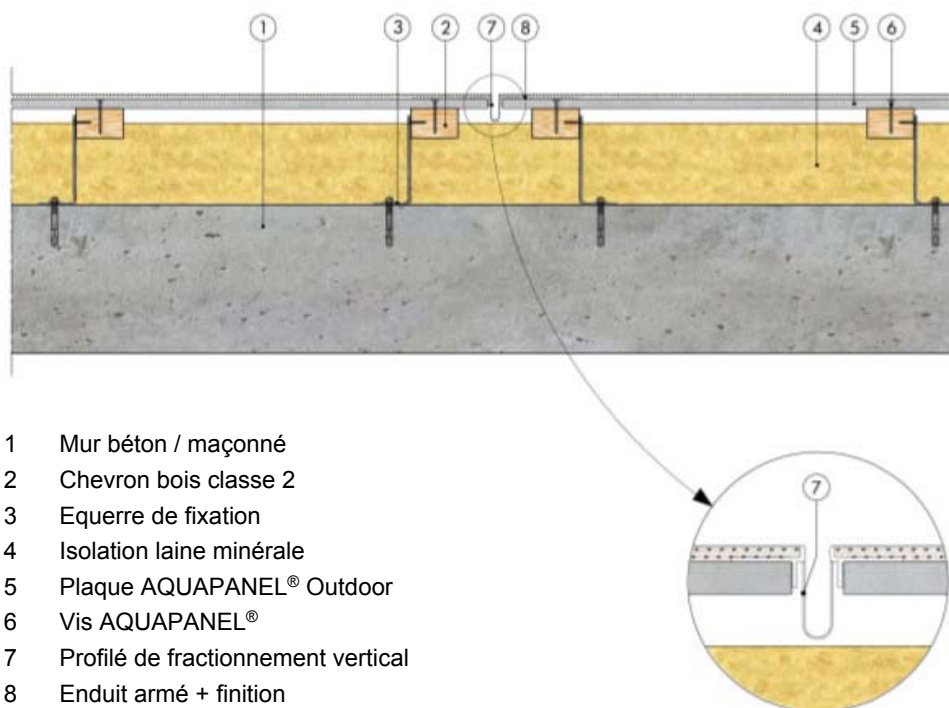 1 3 2 7 8 4 5 6
1 Mur béton / maçonné
2 Chevron bois classe 2
3 Equerre de fixation
4 Isolation laine minérale
5 Plaque AQUAPANEL® Outdoor
6 Vis AQUAPANEL®
7 Profilé de fractionnement vertical
8 Enduit armé + finition
7